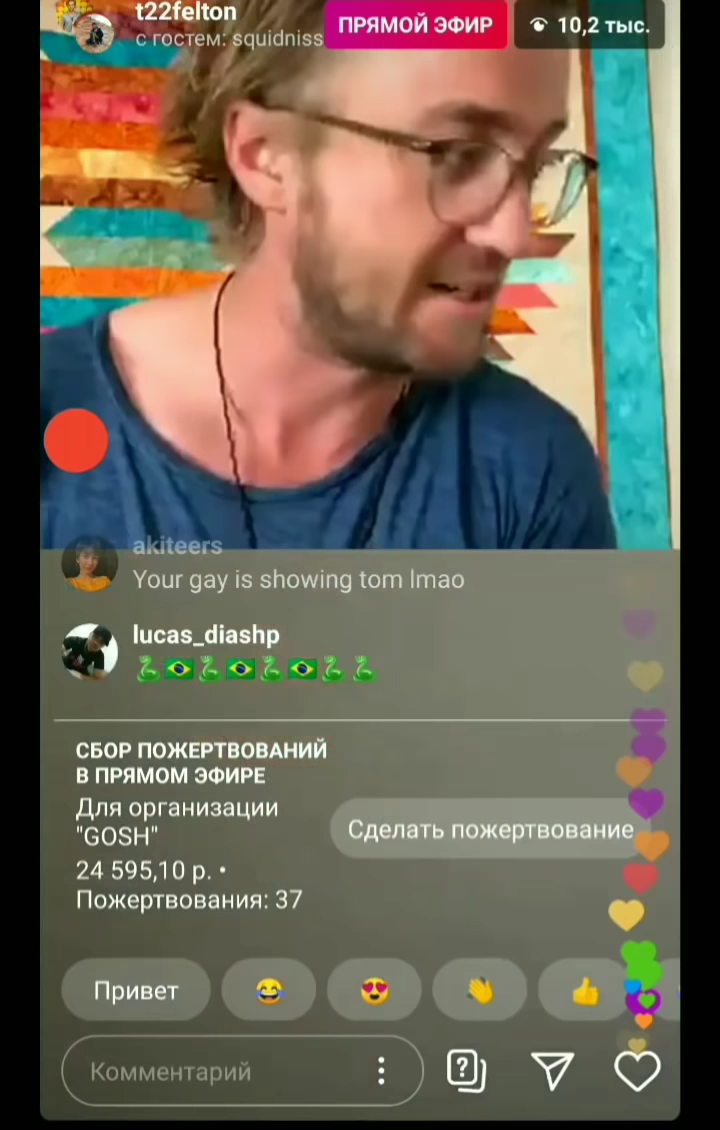 t22felton
с гостем: squidniss
ПРЯМОЙ ЭФИР
10,2 тыс.
akiteers
Your gay is showing tom lmao
lucas_diashp
🐍🇧🇷🐍🇧🇷🐍🇧🇷🐍🐍
СБОР ПОЖЕРТВОВАНИЙ
В ПРЯМОМ ЭФИРЕ
Для организации
"GOSH"
Сделать пожертвование
24 595,10 р. •
Пожертвования: 37
Привет 😂 😍 👋 👍
Комментарий